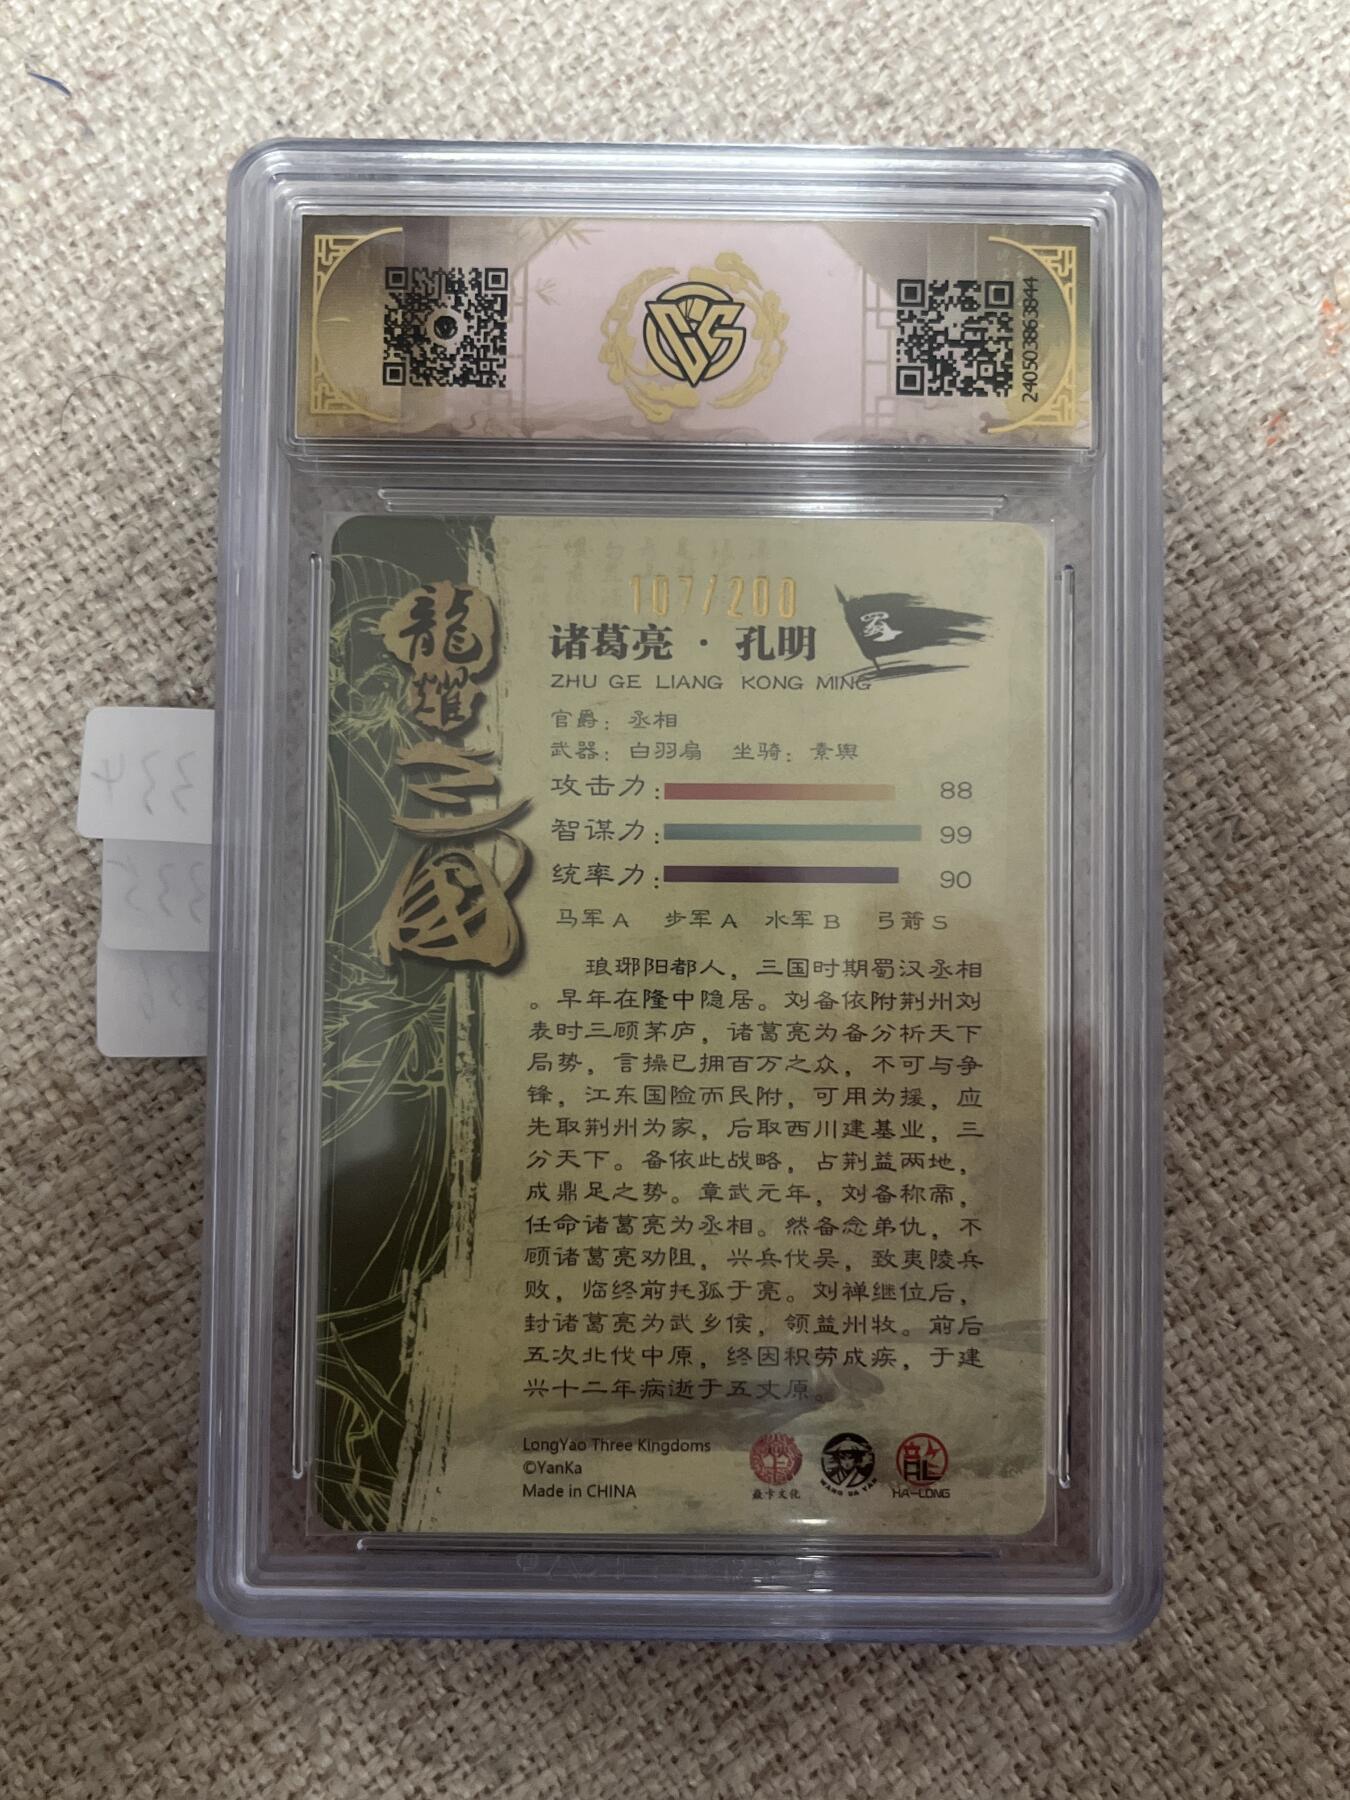 CCS
240503863844
107/200
龍耀三國
诸葛亮 · 孔明
蜀
ZHU GE LIANG KONG MING
官爵：丞相
武器：白羽扇 坐骑：素舆
攻击力： 88
智谋力： 99
统率力： 90
马军A 步军A 水军B 弓箭S
琅琊阳都人，三国时期蜀汉丞相
。早年在隆中隐居。刘备依附荆州刘
表时三顾茅庐，诸葛亮为备分析天下
局势，言操已拥百万之众，不可与争
锋，江东国险而民附，可用为援，应
先取荆州为家，后取西川建基业，三
分天下。备依此战略，占荆益两地，
成鼎足之势。章武元年，刘备称帝，
任命诸葛亮为丞相。然备念弟仇，不
顾诸葛亮劝阻，兴兵伐吴，致夷陵兵
败，临终前托孤于亮。刘禅继位后，
封诸葛亮为武乡侯，领益州牧。前后
五次北伐中原，终因积劳成疾，于建
兴十二年病逝于五丈原。
LongYao Three Kingdoms
©YanKa
Made in CHINA
焱卡文化
WANG DA YAN
HA-LONG
334
335